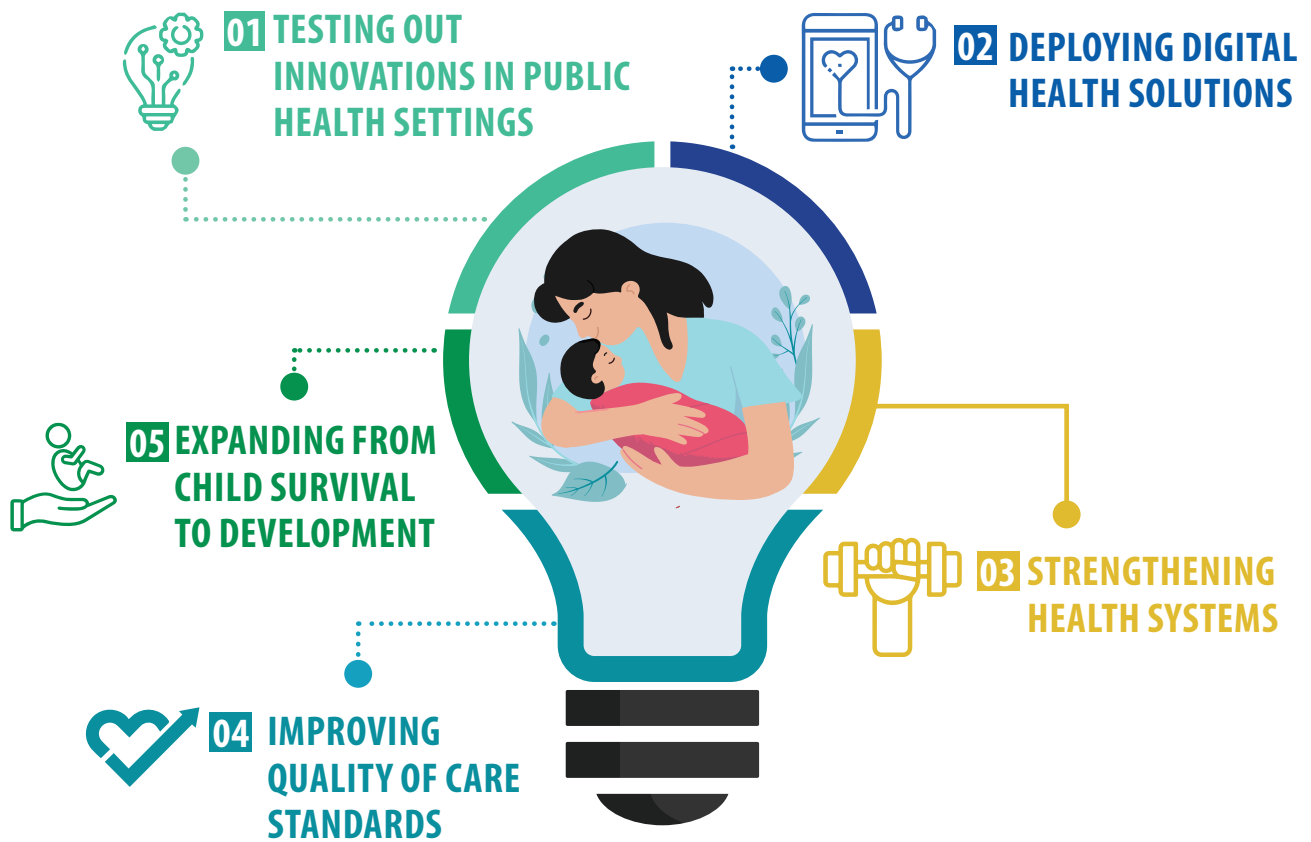 01 TESTING OUT
INNOVATIONS IN PUBLIC
HEALTH SETTINGS
02 DEPLOYING DIGITAL
HEALTH SOLUTIONS
03 STRENGTHENING
HEALTH SYSTEMS
04 IMPROVING
QUALITY OF CARE
STANDARDS
05 EXPANDING FROM
CHILD SURVIVAL
TO DEVELOPMENT